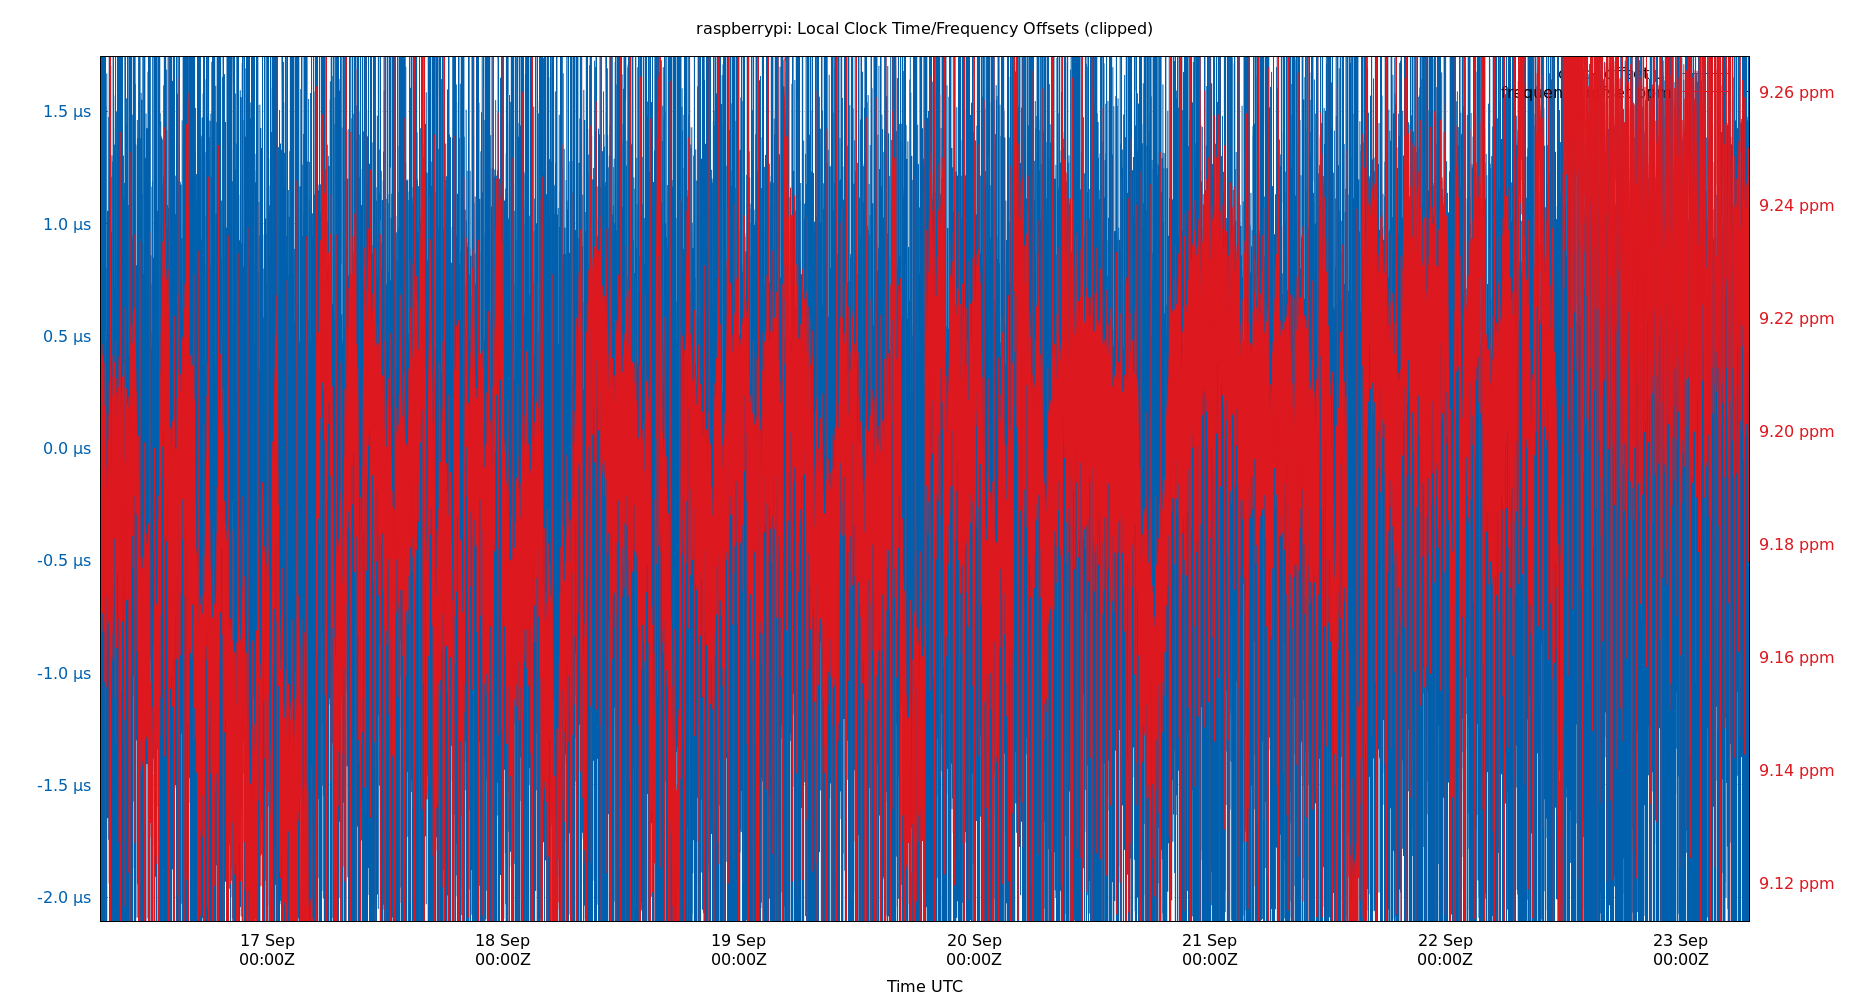 raspberrypi: Local Clock Time/Frequency Offsets (clipped)
1.5 µs
1.0 µs
0.5 µs
0.0 µs
-0.5 µs
-1.0 µs
-1.5 µs
-2.0 µs
9.26 ppm
9.24 ppm
9.22 ppm
9.20 ppm
9.18 ppm
9.16 ppm
9.14 ppm
9.12 ppm
ppm
17 Sep
00:00Z
18 Sep
00:00Z
19 Sep
00:00Z
20 Sep
00:00Z
21 Sep
00:00Z
22 Sep
00:00Z
23 Sep
00:00Z
Time UTC